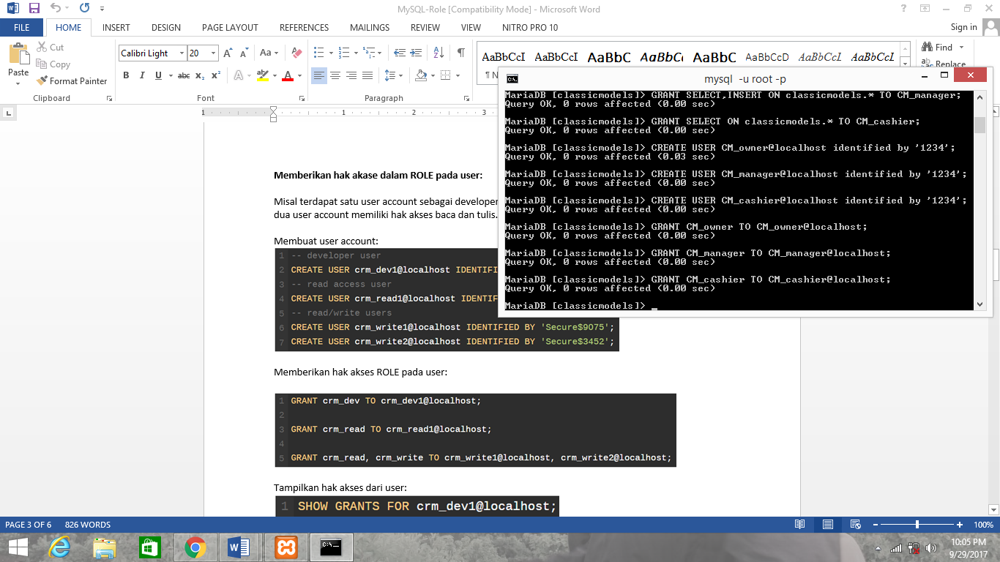 MySQL-Role [Compatibility Mode] - Microsoft Word
FILE HOME INSERT DESIGN PAGE LAYOUT REFERENCES MAILINGS REVIEW VIEW NITRO PRO 10 Sign in
Paste
Cut
Copy
Format Painter
Clipboard
Calibri Light 20
Font
Paragraph
AaBbCcI AaBbCcI AaBbC AaBbCc AaBbC AaBbCcD AaBbCcI AaBbCcI
Find
Replace
mysql -u root -p
MariaDB [classicmodels]> GRANT SELECT,INSERT ON classicmodels.* TO CM_manager;
Query OK, 0 rows affected (0.00 sec)
MariaDB [classicmodels]> GRANT SELECT ON classicmodels.* TO CM_cashier;
Query OK, 0 rows affected (0.00 sec)
MariaDB [classicmodels]> CREATE USER CM_owner@localhost identified by '1234';
Query OK, 0 rows affected (0.03 sec)
MariaDB [classicmodels]> CREATE USER CM_manager@localhost identified by '1234';
Query OK, 0 rows affected (0.00 sec)
MariaDB [classicmodels]> CREATE USER CM_cashier@localhost identified by '1234';
Query OK, 0 rows affected (0.00 sec)
MariaDB [classicmodels]> GRANT CM_owner TO CM_owner@localhost;
Query OK, 0 rows affected (0.00 sec)
MariaDB [classicmodels]> GRANT CM_manager TO CM_manager@localhost;
Query OK, 0 rows affected (0.00 sec)
MariaDB [classicmodels]> GRANT CM_cashier TO CM_cashier@localhost;
Query OK, 0 rows affected (0.00 sec)
MariaDB [classicmodels]>
1 1 2 3
Memberikan hak akase dalam ROLE pada user:
Misal terdapat satu user account sebagai developer
dua user account memiliki hak akses baca dan tulis.
Membuat user account:
1 -- developer user
2 CREATE USER crm_dev1@localhost IDENTIFI
3 -- read access user
4 CREATE USER crm_read1@localhost IDENTIF
5 -- read/write users
6 CREATE USER crm_write1@localhost IDENTIFIED BY 'Secure$9075';
7 CREATE USER crm_write2@localhost IDENTIFIED BY 'Secure$3452';
Memberikan hak akses ROLE pada user:
1 GRANT crm_dev TO crm_dev1@localhost;
2
3 GRANT crm_read TO crm_read1@localhost;
4
5 GRANT crm_read, crm_write TO crm_write1@localhost, crm_write2@localhost;
Tampilkan hak akses dari user:
1 SHOW GRANTS FOR crm_dev1@localhost;
PAGE 3 OF 6 826 WORDS 100%
10:05 PM
9/29/2017